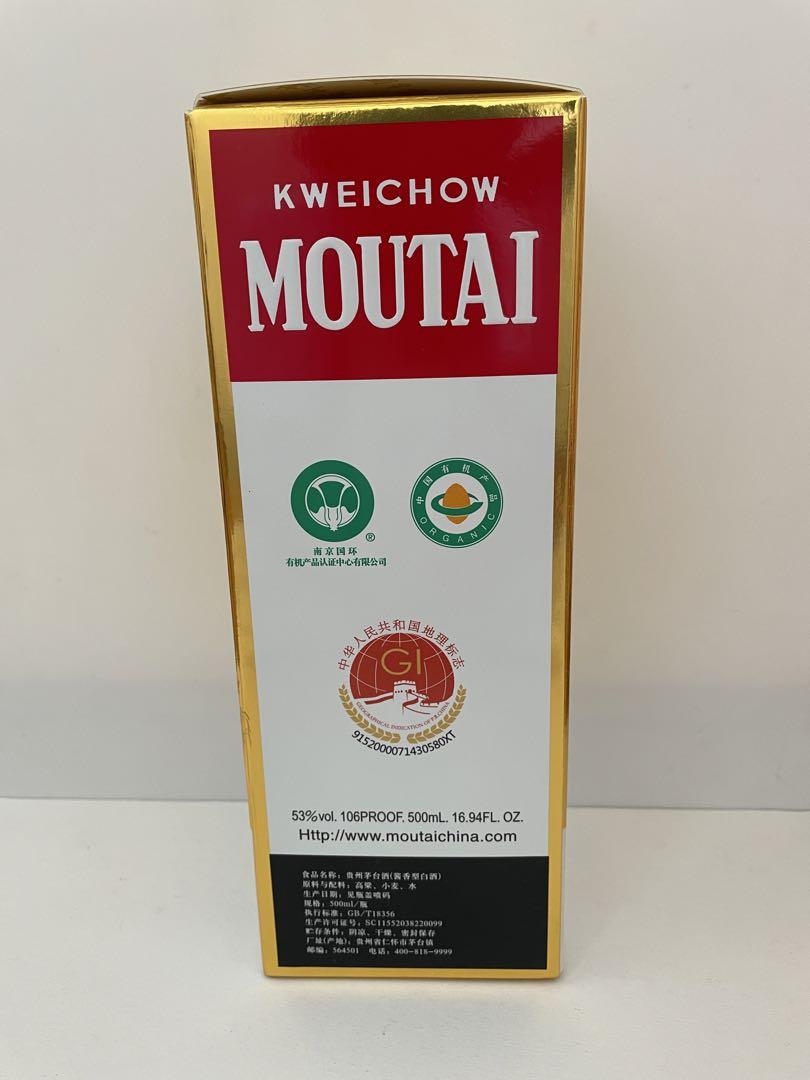 KWEICHOW
MOUTAI
®
南京国环
有机产品认证中心有限公司
中国有机产品
ORGANIC
中华人民共和国地理标志
GI
GEOGRAPHICAL INDICATION OF P.R.CHINA
9152000071430580XT
53%vol. 106PROOF. 500mL. 16.94FL. OZ.
Http://www.moutaichina.com
食品名称：贵州茅台酒(酱香型白酒)
原料与配料：高粱、小麦、水
生产日期：见瓶盖喷码
规格：500ml/瓶
执行标准：GB/T18356
生产许可证号：SC11552038220099
贮存条件：阴凉、干燥、密封保存
厂址(产地)：贵州省仁怀市茅台镇
邮编：564501 电话：400-818-9999